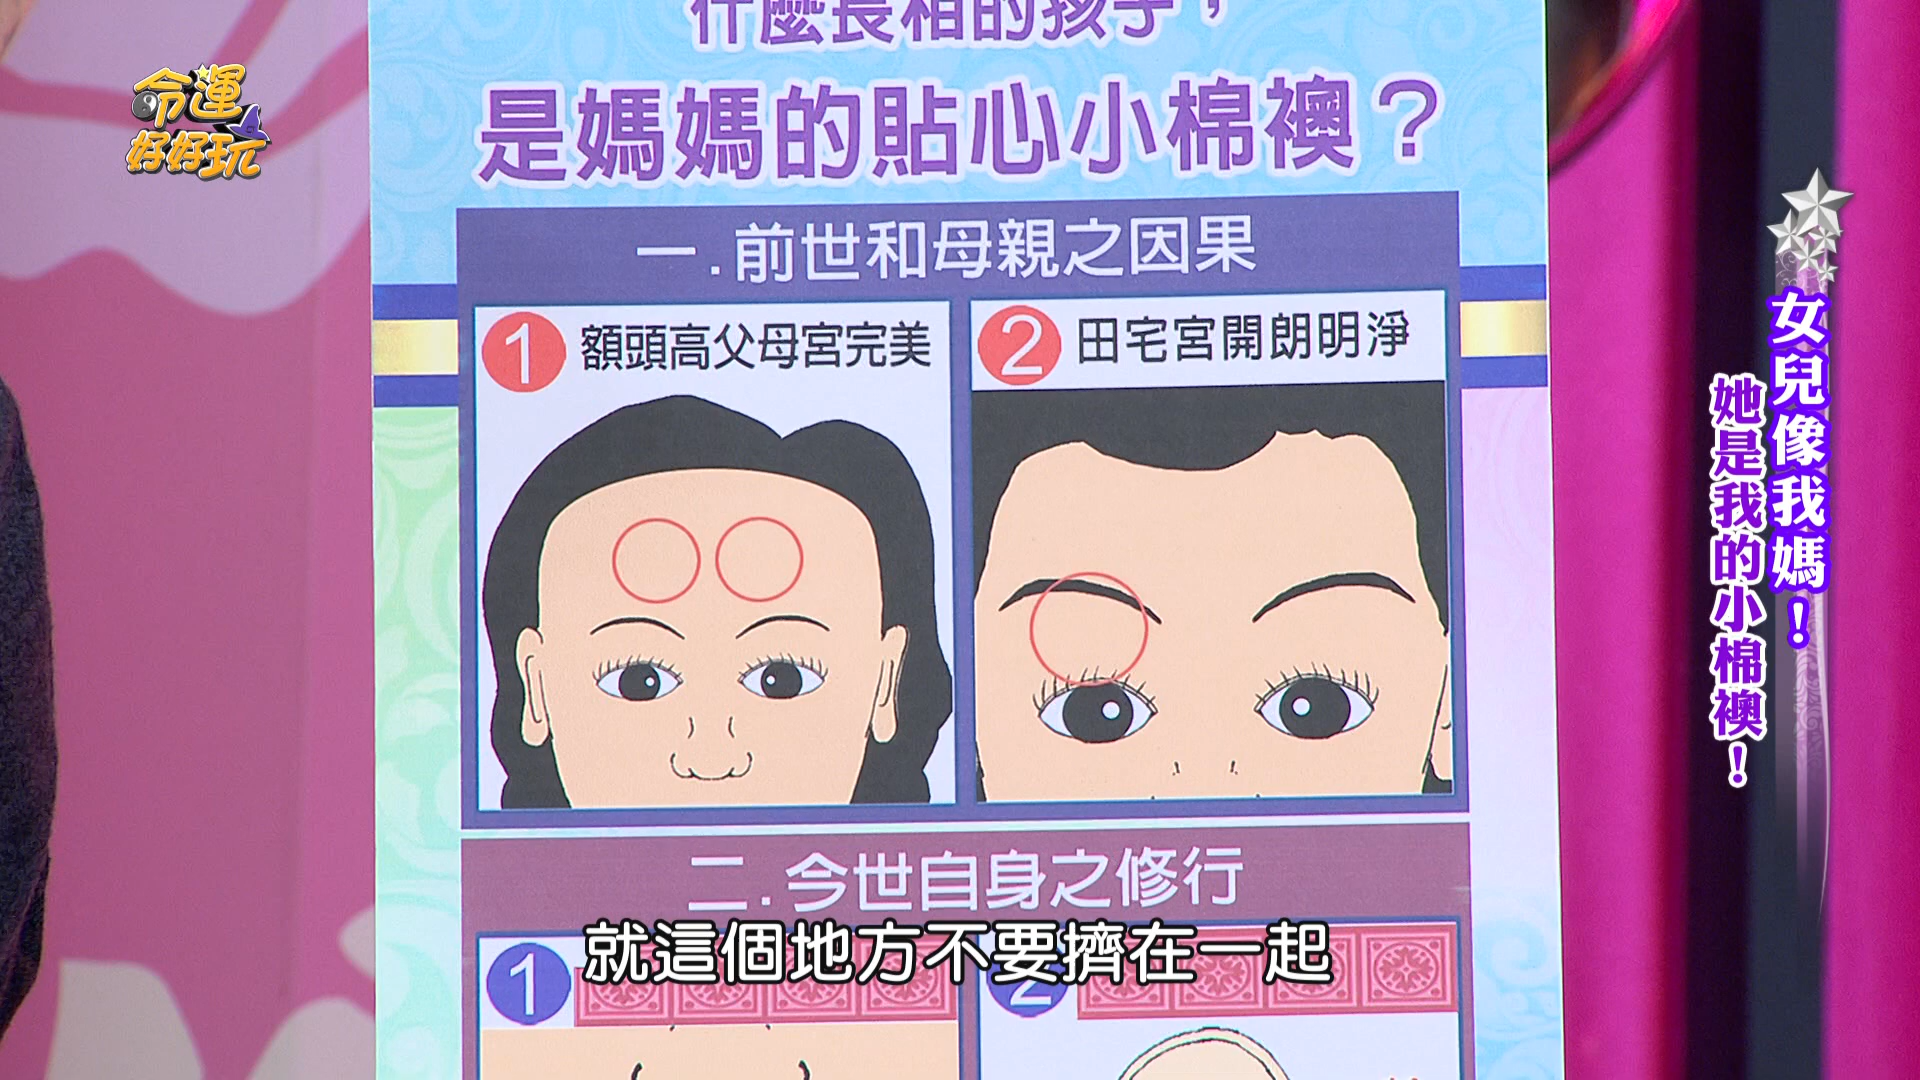 什麼長相的孩子，
是媽媽的貼心小棉襖？
命運
好好玩
一.前世和母親之因果
1 額頭高父母宮完美
2 田宅宮開朗明淨
女兒像我媽！
她是我的小棉襖！
二.今世自身之修行
1
2
就這個地方不要擠在一起